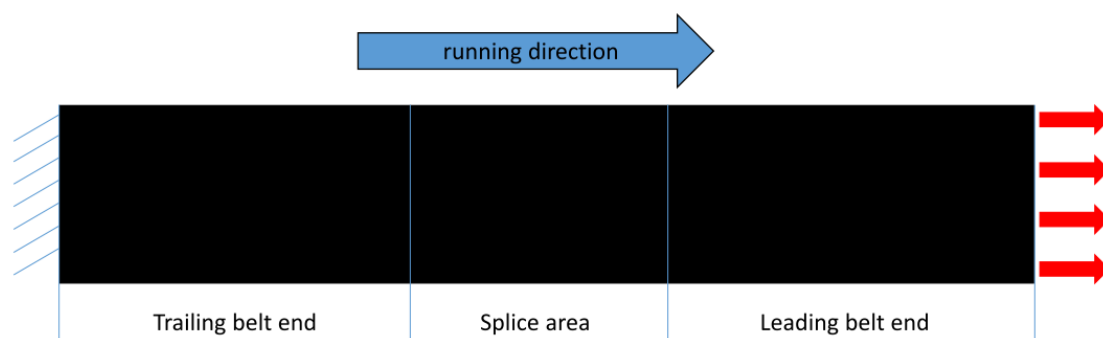 running direction
Trailing belt end
Splice area
Leading belt end